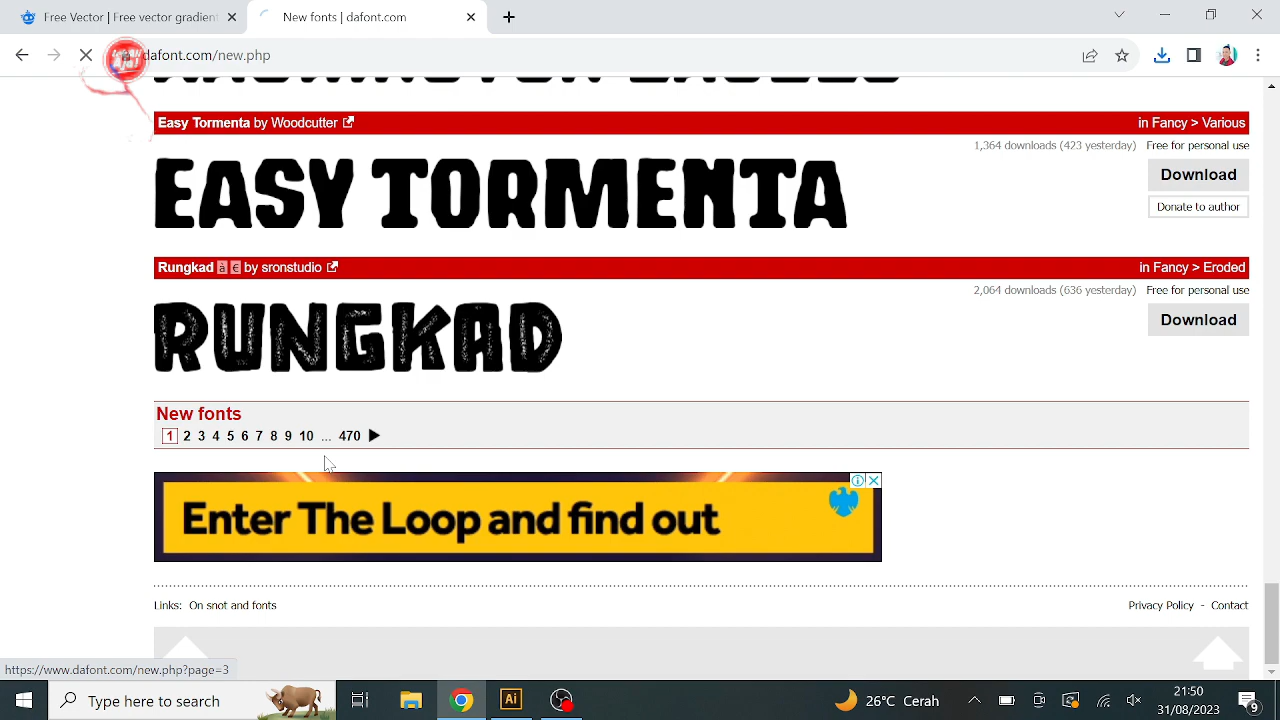 Freepik | Free vector illustration
New fonts | dafont.com
dafont.com/new.php
Easy Tormenta by Woodcutter
in Fancy > Various
1,364 downloads (423 yesterday) Free for personal use
EASY TORMENTA
Download
Donate to author
Rungkad à € by sronstudio
in Fancy > Eroded
2,064 downloads (636 yesterday) Free for personal use
RUNGKAD
Download
New fonts
1 2 3 4 5 6 7 8 9 10 ... 470
Enter The Loop and find out
Links: On snot and fonts
Privacy Policy - Contact
https://www.dafont.com/new.php?page=3
Type here to search
Ai
26°C Cerah
21:50
31/08/2023
9